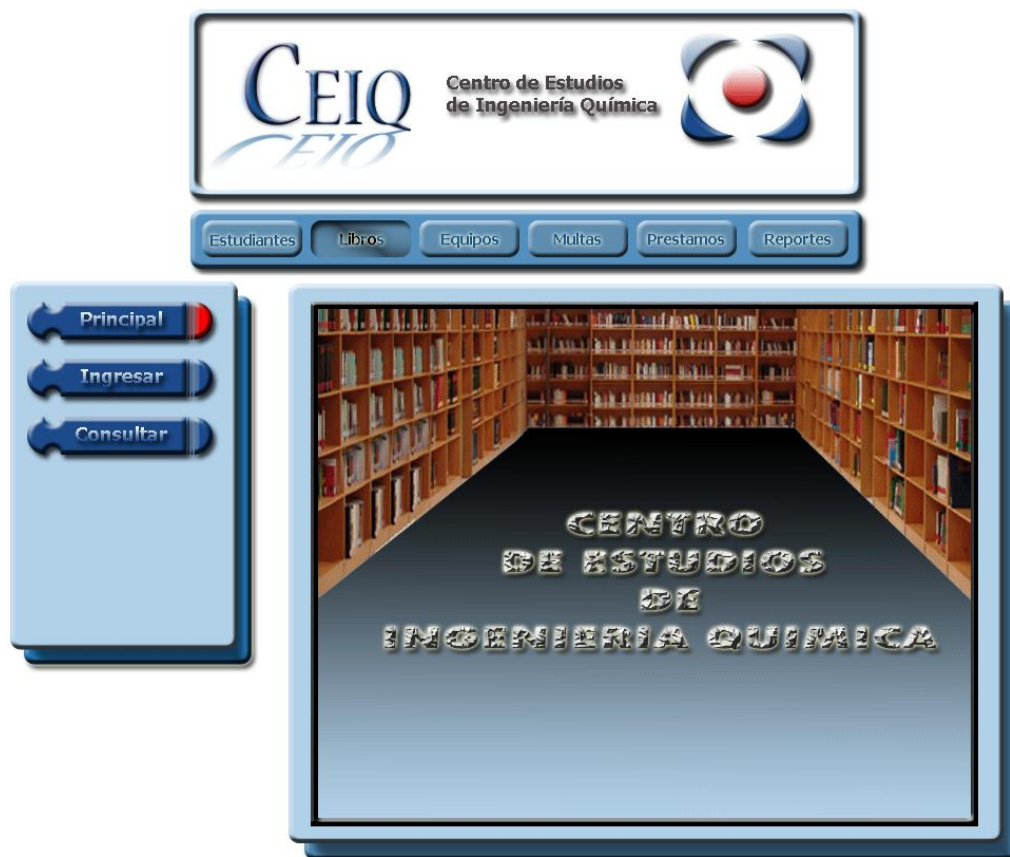 CEIQ
Centro de Estudios
de Ingeniería Química
Estudiantes Libros Equipos Multas Prestamos Reportes
Principal
Ingresar
Consultar
CENTRO
DE ESTUDIOS
DE
INGENIERIA QUIMICA